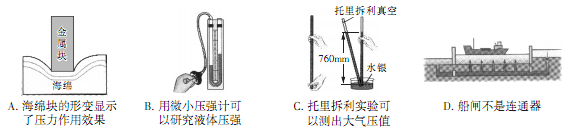 金属块
海绵
A. 海绵块的形变显示
了压力作用效果
B. 用微小压强计可
以研究液体压强
托里拆利真空
760mm
水银
C. 托里拆利实验可
以测出大气压值
D. 船闸不是连通器